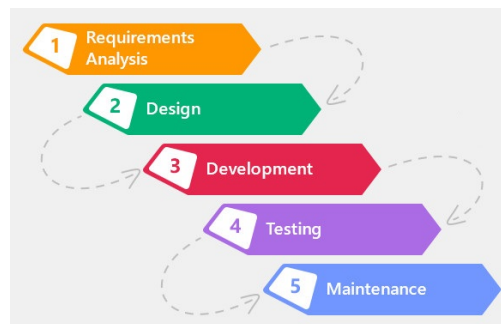 1
Requirements
Analysis
2
Design
3
Development
4
Testing
5
Maintenance